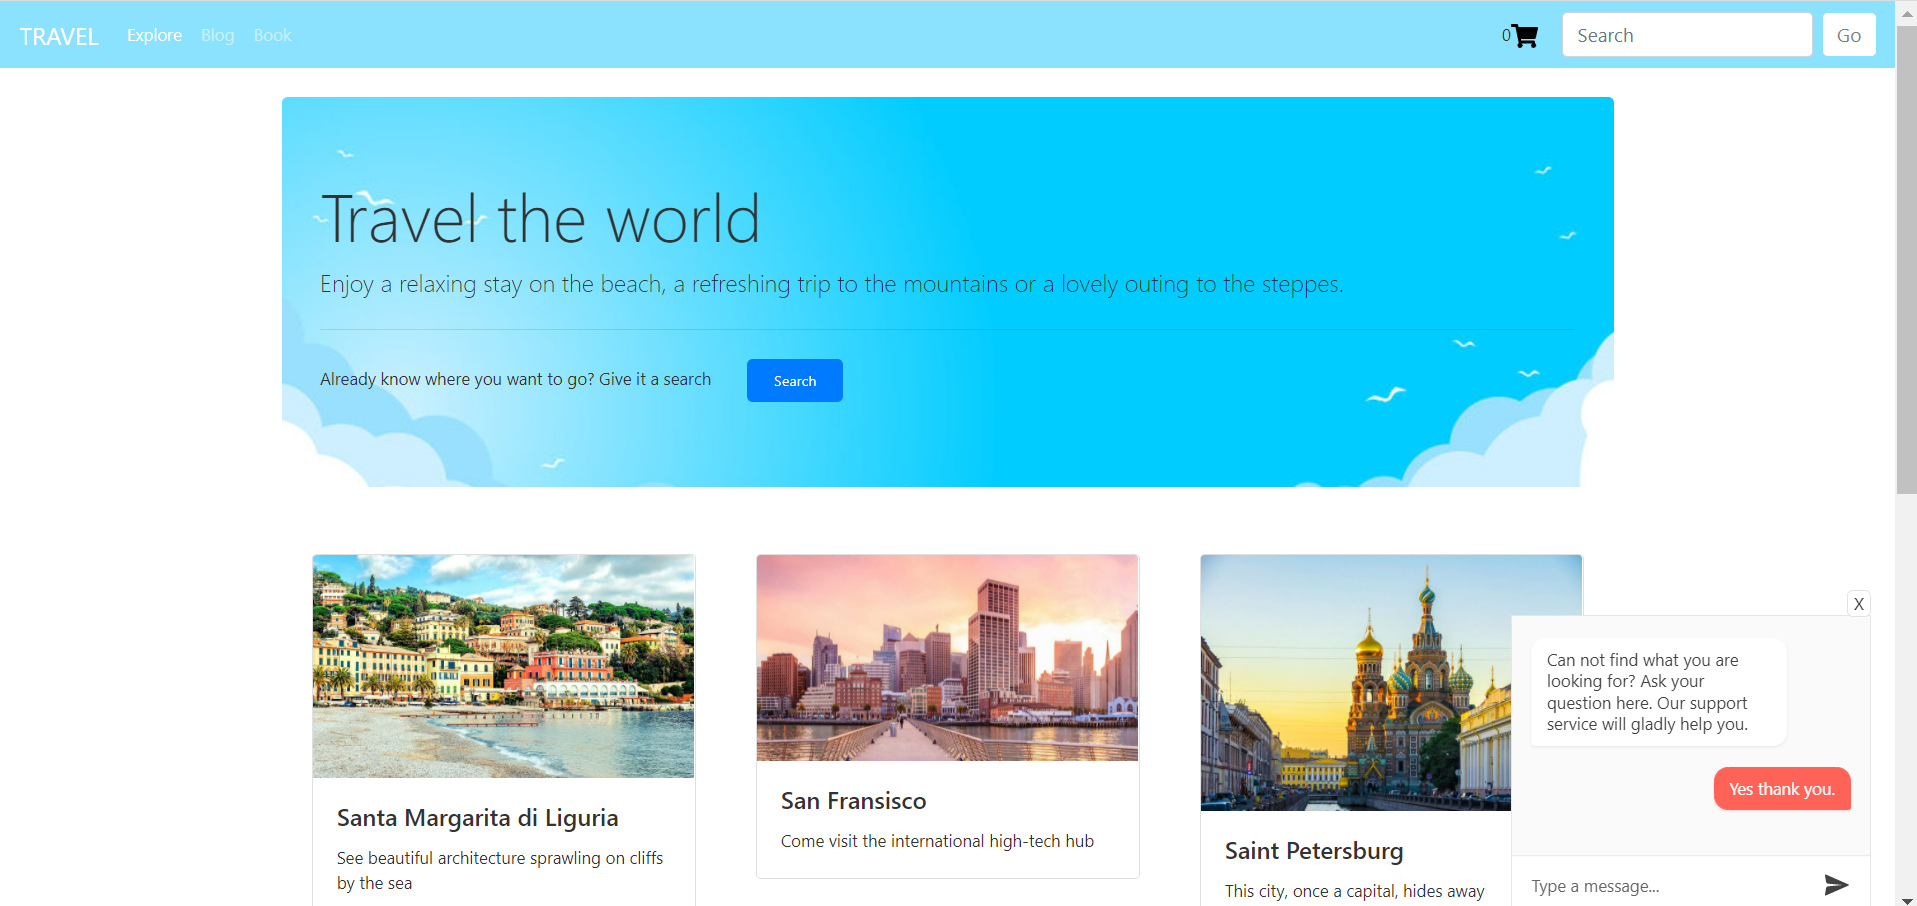 TRAVEL Explore Blog Book 0 Search Go
Travel the world
Enjoy a relaxing stay on the beach, a refreshing trip to the mountains or a lovely outing to the steppes.
Already know where you want to go? Give it a search Search
Santa Margarita di Liguria
See beautiful architecture sprawling on cliffs
by the sea
San Fransisco
Come visit the international high-tech hub
Saint Petersburg
This city, once a capital, hides away
X
Can not find what you are
looking for? Ask your
question here. Our support
service will gladly help you.
Yes thank you.
Type a message...